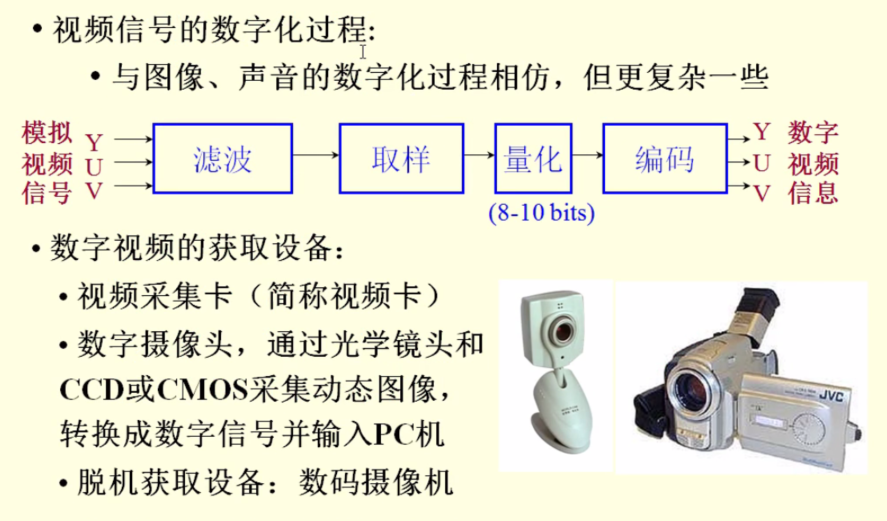 • 视频信号的数字化过程:
• 与图像、声音的数字化过程相仿，但更复杂一些
模拟 Y 滤波 取样 量化 编码 Y 数字
视频 U U 视频
信号 V V 信息
(8-10 bits)
• 数字视频的获取设备：
• 视频采集卡（简称视频卡）
• 数字摄像头，通过光学镜头和
CCD或CMOS采集动态图像，
转换成数字信号并输入PC机
• 脱机获取设备：数码摄像机
JVC